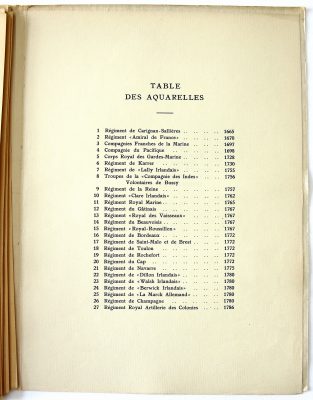 TABLE
DES AQUARELLES
1 Régiment de Carignan-Sallières . . . . . 1665
2 Régiment «Amiral de France» . . . . . 1670
3 Compagnies Franches de la Marine . . . . . 1697
4 Compagnie du Pacifique . . . . . 1698
5 Corps Royal des Gardes-Marine . . . . . 1728
6 Régiment de Karrer . . . . . 1730
7 Régiment de «Lally Irlandais» . . . . . 1755
8 Troupes de la «Compagnie des Indes» . . . . . 1756
Volontaires de Bussy
9 Régiment de la Reine . . . . . 1757
10 Régiment «Clare Irlandais» . . . . . 1762
11 Régiment Royal Marine . . . . . 1765
12 Régiment du Gâtinais . . . . . 1767
13 Régiment «Royal des Vaisseaux» . . . . . 1767
14 Régiment du Beauvoisis . . . . . 1767
15 Régiment «Royal-Roussillon» . . . . . 1767
16 Régiment de Bordeaux . . . . . 1772
17 Régiment de Saint-Malo et de Brest . . . . . 1772
18 Régiment de Toulon . . . . . 1772
19 Régiment de Rochefort . . . . . 1772
20 Régiment du Cap . . . . . 1772
21 Régiment de Navarre . . . . . 1775
22 Régiment de «Dillon Irlandais» . . . . . 1780
23 Régiment de «Walsh Irlandais» . . . . . 1780
24 Régiment de «Berwick Irlandais» . . . . . 1780
25 Régiment de «La Marck Allemand» . . . . . 1780
26 Régiment de Champagne . . . . . 1780
27 Régiment Royal Artillerie des Colonies . . . . . 1786